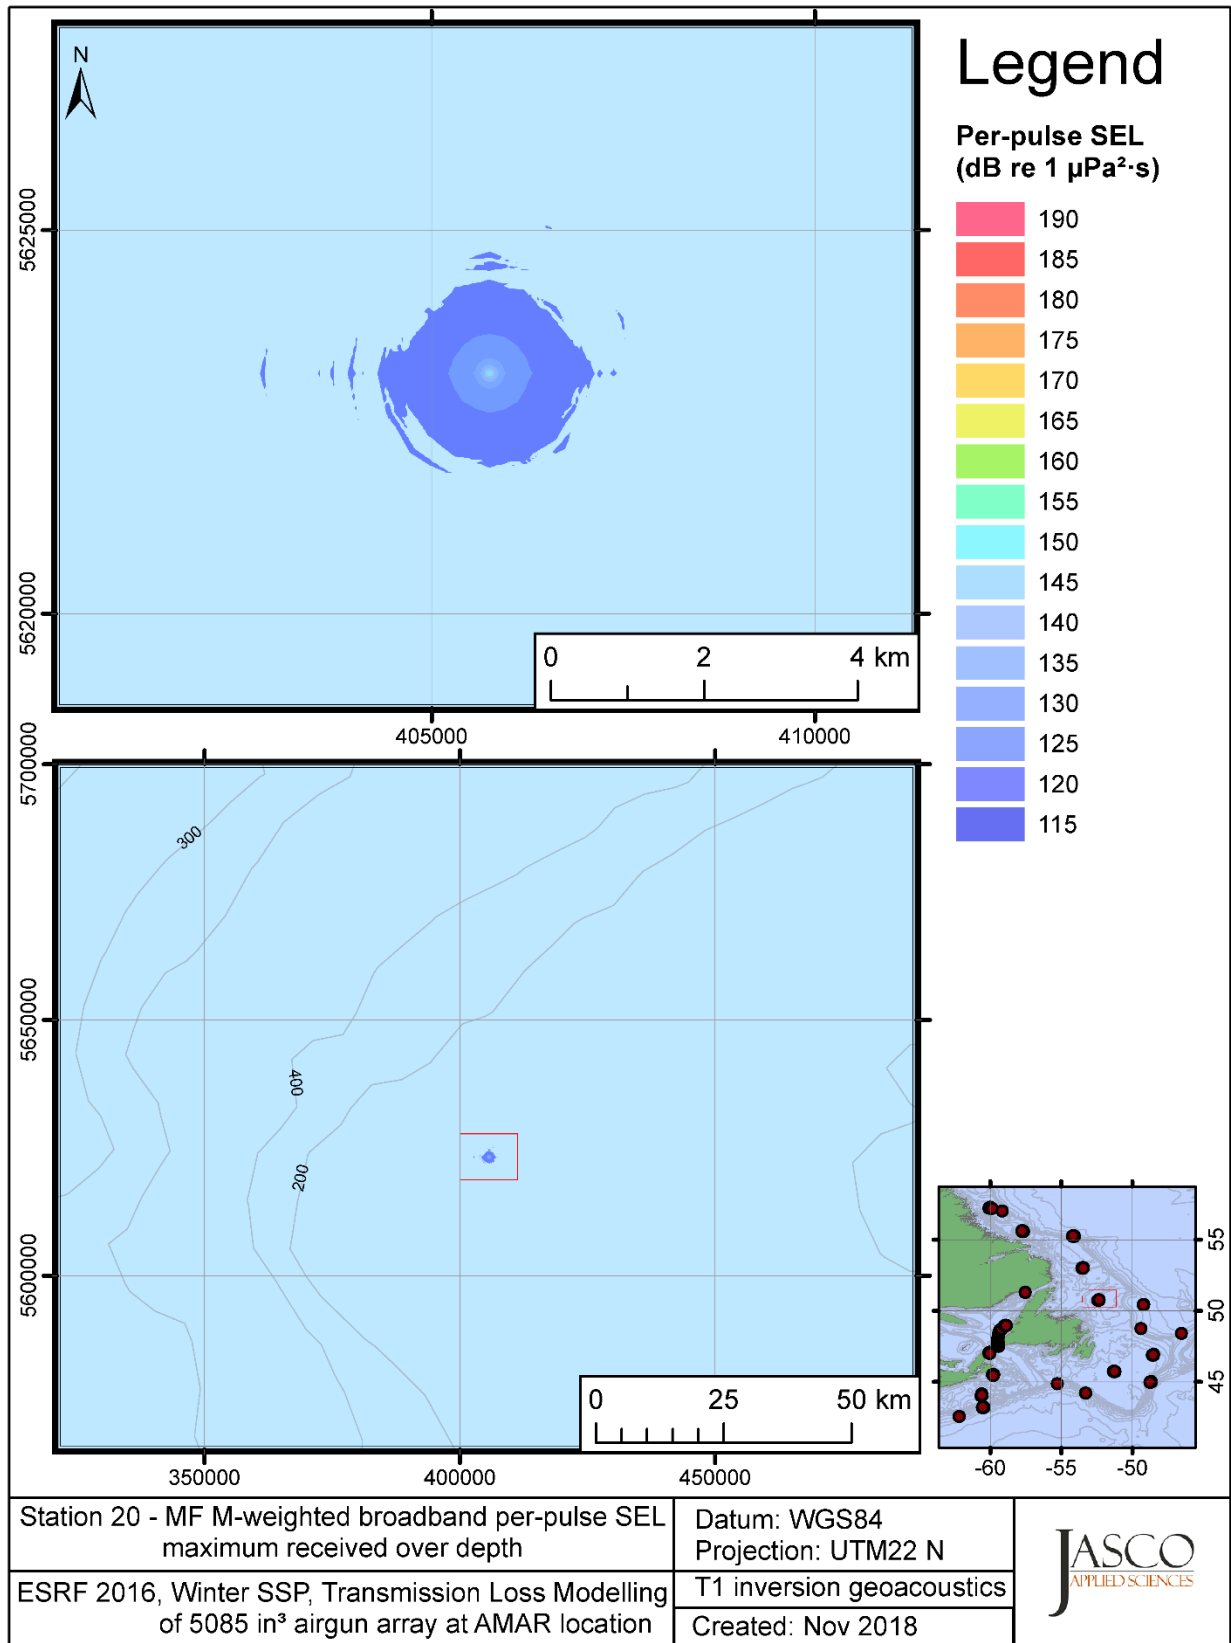 N
5625000
5620000
0 2 4 km
405000 410000
Legend
Per-pulse SEL
(dB re 1 µPa²·s)
190
185
180
175
170
165
160
155
150
145
140
135
130
125
120
115
5700000
5650000
5600000
300
400
200
0 25 50 km
350000 400000 450000
55
50
45
-60 -55 -50
Station 20 - MF M-weighted broadband per-pulse SEL
maximum received over depth
ESRF 2016, Winter SSP, Transmission Loss Modelling
of 5085 in³ airgun array at AMAR location
Datum: WGS84
Projection: UTM22 N
T1 inversion geoacoustics
Created: Nov 2018
JASCO
APPLIED SCIENCES